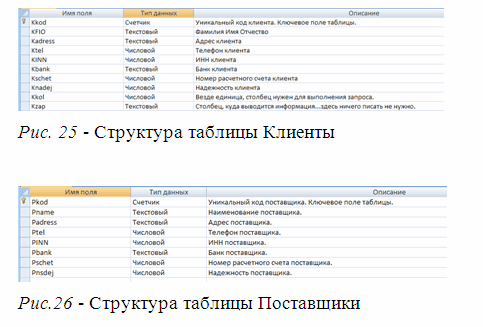 Имя поля Тип данных Описание
Kkod Счетчик Уникальный код клиента. Ключевое поле таблицы.
KFIO Текстовый Фамилия Имя Отчество
Kadress Текстовый Адрес клиента
Ktel Числовой Телефон клиента
KINN Числовой ИНН клиента
Kbank Текстовый Банк клиента
Kschet Числовой Номер расчетного счета клиента
Knadej Числовой Надежность клиента
Kkol Числовой Везде единица, столбец нужен для выполнения запроса.
Kzap Текстовый Столбец, куда выводится информация...здесь ничего писать не нужно.
Рис. 25 - Структура таблицы Клиенты
Имя поля Тип данных Описание
Pkod Счетчик Уникальный код поставщика. Ключевое поле таблицы.
Pname Текстовый Наименование поставщика.
Padress Текстовый Адрес поставщика.
Ptel Числовой Телефон поставщика.
PINN Числовой ИНН поставщика.
Pbank Текстовый Банк поставщика.
Pschet Числовой Номер расчетного счета поставщика.
Pnsdej Числовой Надежность поставщика.
Рис.26 - Структура таблицы Поставщики